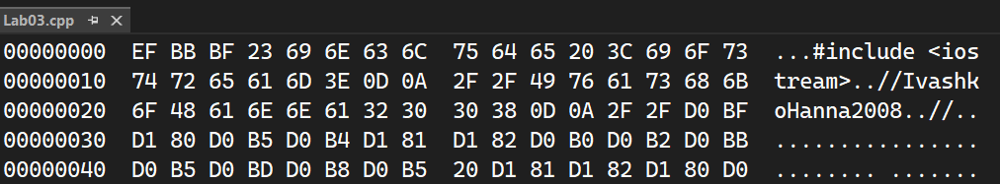 Lab03.cpp
00000000 EF BB BF 23 69 6E 63 6C 75 64 65 20 3C 69 6F 73 ...#include <ios
00000010 74 72 65 61 6D 3E 0D 0A 2F 2F 49 76 61 73 68 6B tream>..//Ivashk
00000020 6F 48 61 6E 6E 61 32 30 30 38 0D 0A 2F 2F D0 BF oHanna2008..//..
00000030 D1 80 D0 B5 D0 B4 D1 81 D1 82 D0 B0 D0 B2 D0 BB ................
00000040 D0 B5 D0 BD D0 B8 D0 B5 20 D1 81 D1 82 D1 80 D0 ........ .......